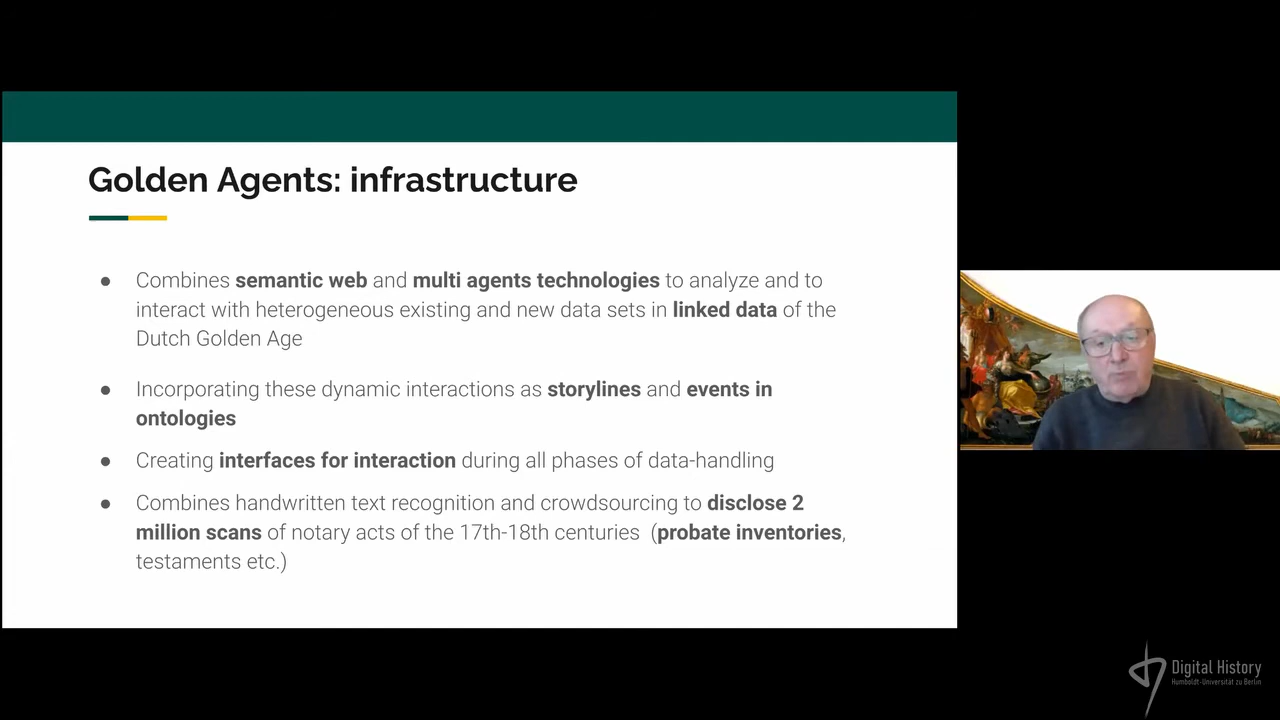 Golden Agents: infrastructure
● Combines semantic web and multi agents technologies to analyze and to
interact with heterogeneous existing and new data sets in linked data of the
Dutch Golden Age
● Incorporating these dynamic interactions as storylines and events in
ontologies
● Creating interfaces for interaction during all phases of data-handling
● Combines handwritten text recognition and crowdsourcing to disclose 2
million scans of notary acts of the 17th-18th centuries (probate inventories,
testaments etc.)
Digital History
Humboldt-Universität zu Berlin